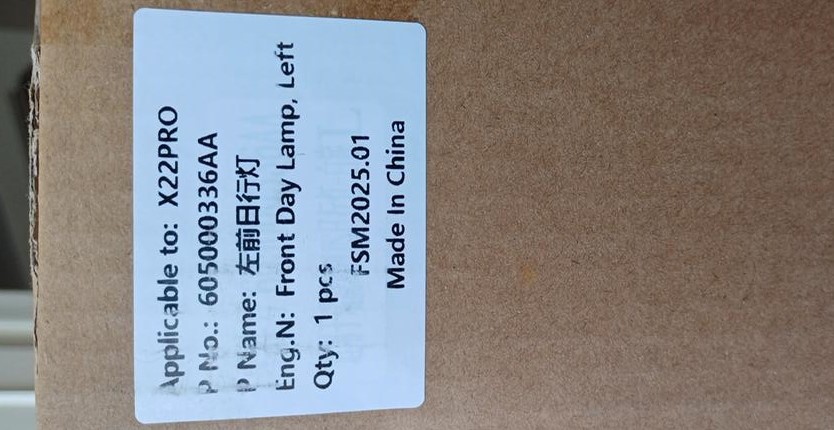 Applicable to: X22PRO
P No.: 605000336AA
P Name: 左前日行灯
Eng.N: Front Day Lamp, Left
Qty: 1 pcs
FSM2025.01
Made In China